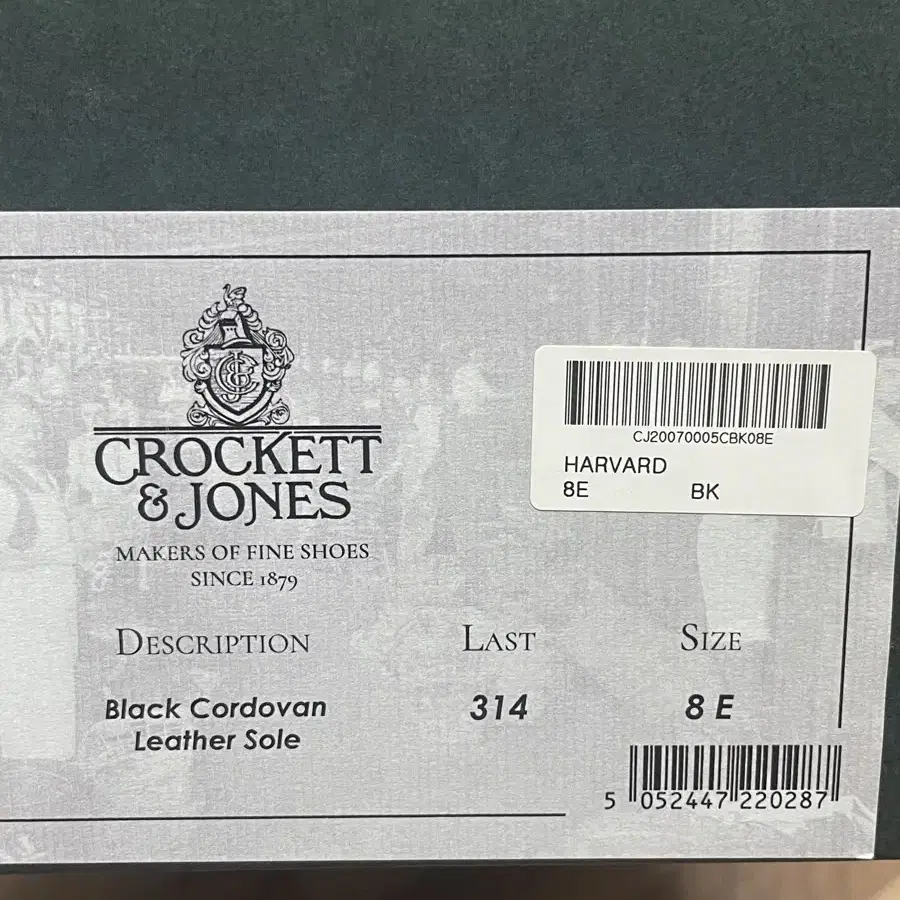 CROCKETT
& JONES
MAKERS OF FINE SHOES
SINCE 1879
CJ20070005CBK08E
HARVARD
8E BK
DESCRIPTION LAST SIZE
Black Cordovan 314 8 E
Leather Sole
5 052447 220287